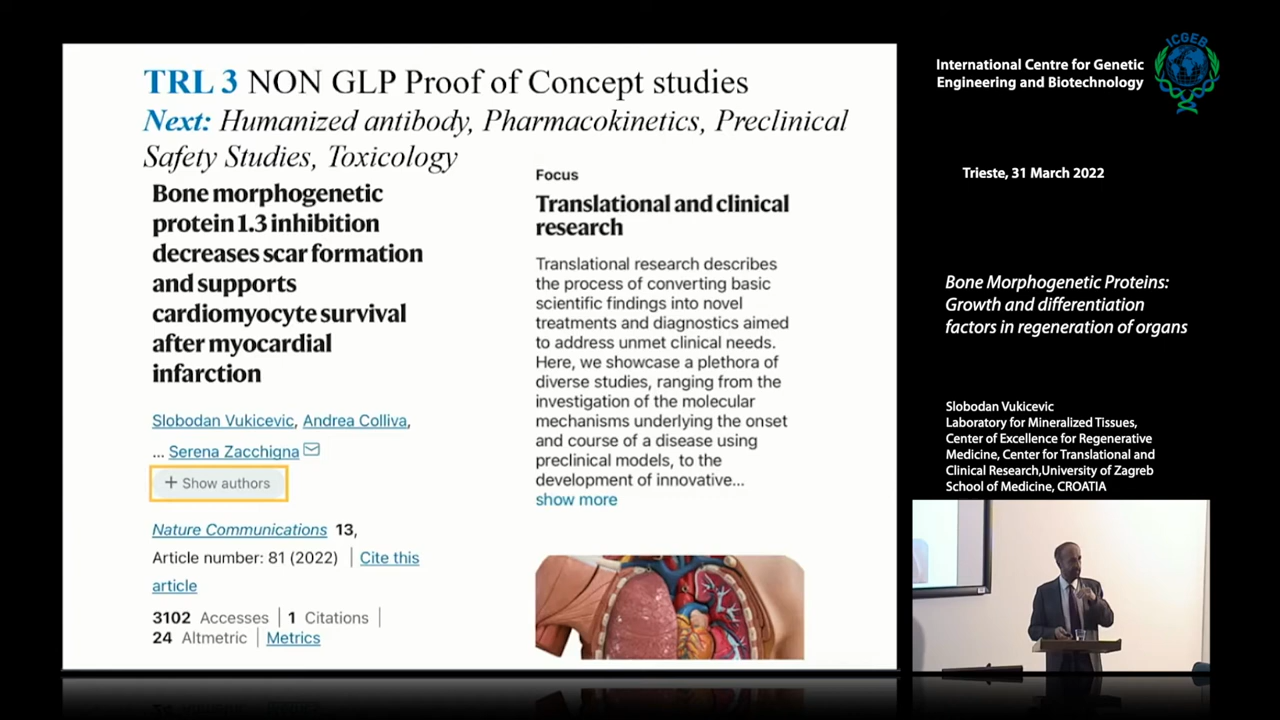 TRL 3 NON GLP Proof of Concept studies
Next: Humanized antibody, Pharmacokinetics, Preclinical
Safety Studies, Toxicology
Bone morphogenetic
protein 1.3 inhibition
decreases scar formation
and supports
cardiomyocyte survival
after myocardial
infarction
Slobodan Vukicevic, Andrea Colliva,
... Serena Zacchigna
+ Show authors
Nature Communications 13,
Article number: 81 (2022) | Cite this
article
3102 Accesses | 1 Citations |
24 Altmetric | Metrics
Focus
Translational and clinical
research
Translational research describes
the process of converting basic
scientific findings into novel
treatments and diagnostics aimed
to address unmet clinical needs.
Here, we showcase a plethora of
diverse studies, ranging from the
investigation of the molecular
mechanisms underlying the onset
and course of a disease using
preclinical models, to the
development of innovative...
show more
International Centre for Genetic
Engineering and Biotechnology
ICGEB
Trieste, 31 March 2022
Bone Morphogenetic Proteins:
Growth and differentiation
factors in regeneration of organs
Slobodan Vukicevic
Laboratory for Mineralized Tissues,
Center of Excellence for Regenerative
Medicine, Center for Translational and
Clinical Research,University of Zagreb
School of Medicine, CROATIA